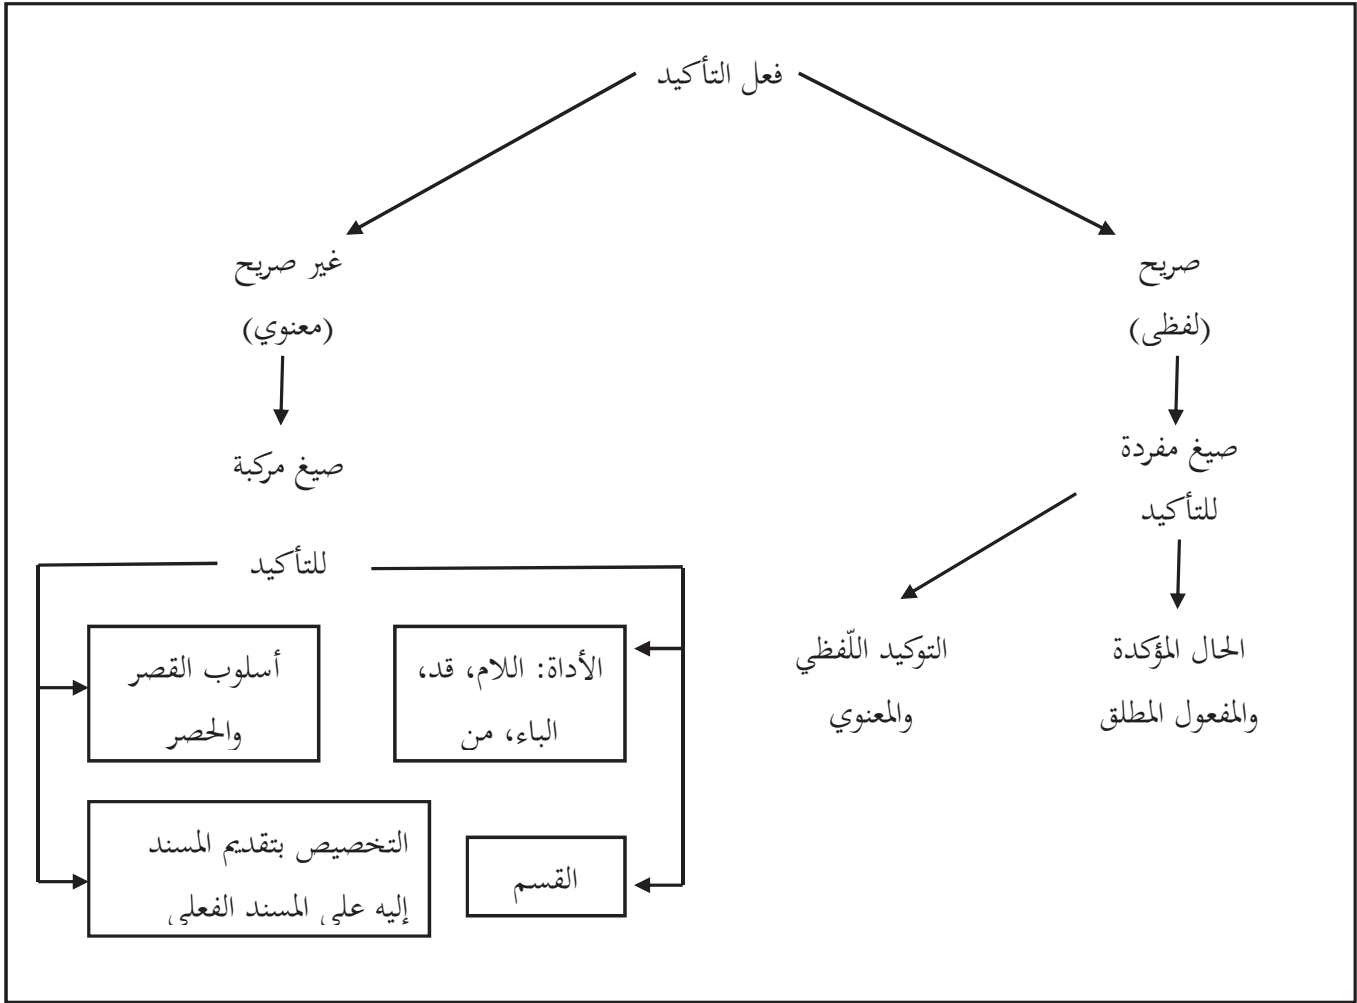 فعل التأكيد
صريح
(لفظي)
صيغ مفردة
للتأكيد
الحال المؤكدة
والمفعول المطلق
التوكيد اللّفظي
والمعنوي
غير صريح
(معنوي)
صيغ مركبة
للتأكيد
الأداة: اللام، قد،
الباء، من
القسم
أسلوب القصر
والحصر
التخصيص بتقديم المسند
إليه على المسند الفعلي